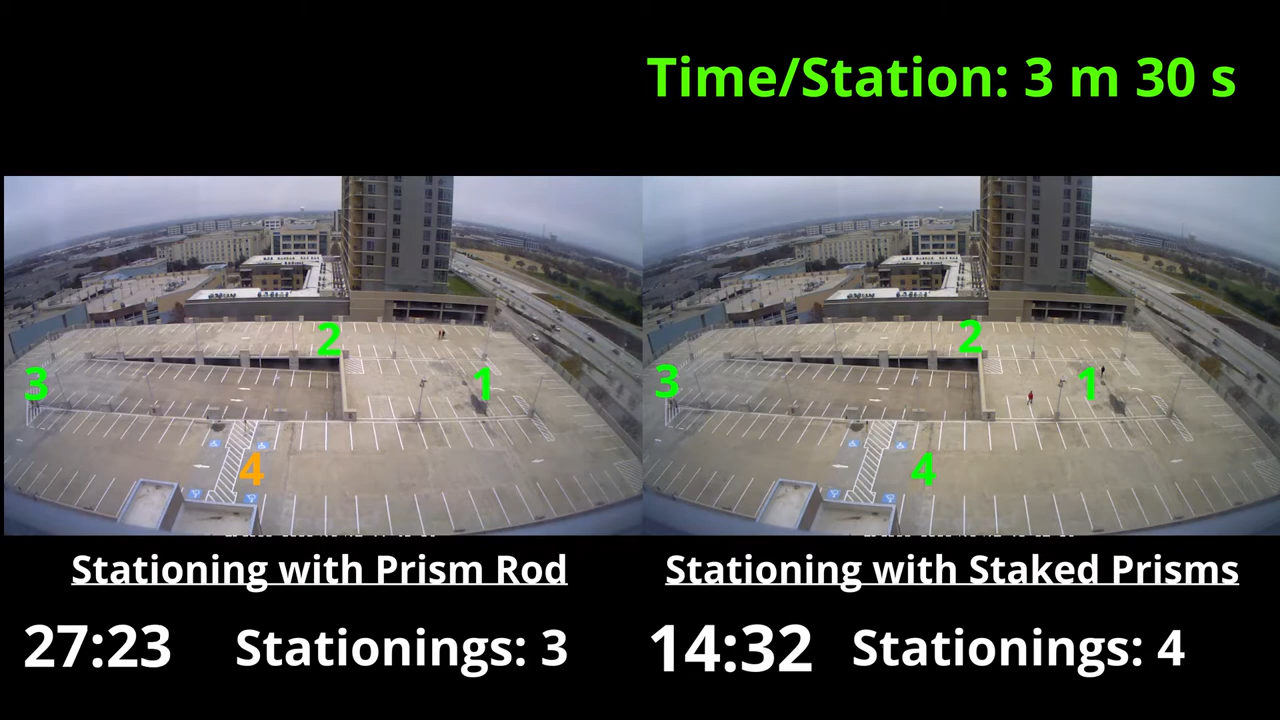 Time/Station: 3 m 30 s
2
3
1
4
2
3
1
4
Stationing with Prism Rod
Stationing with Staked Prisms
27:23
Stationings: 3
14:32
Stationings: 4